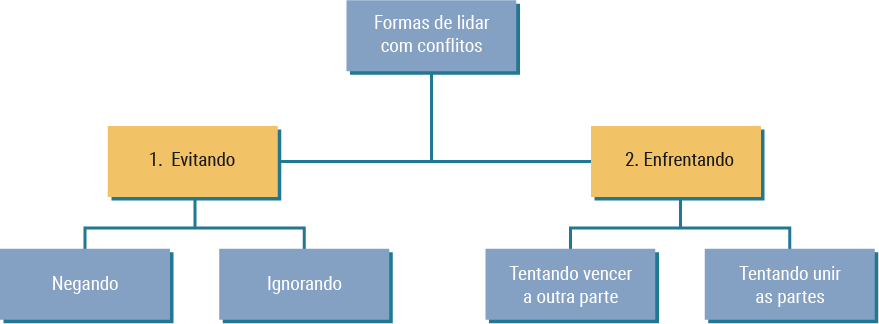 Formas de lidar
com conflitos
1. Evitando
2. Enfrentando
Negando
Ignorando
Tentando vencer
a outra parte
Tentando unir
as partes